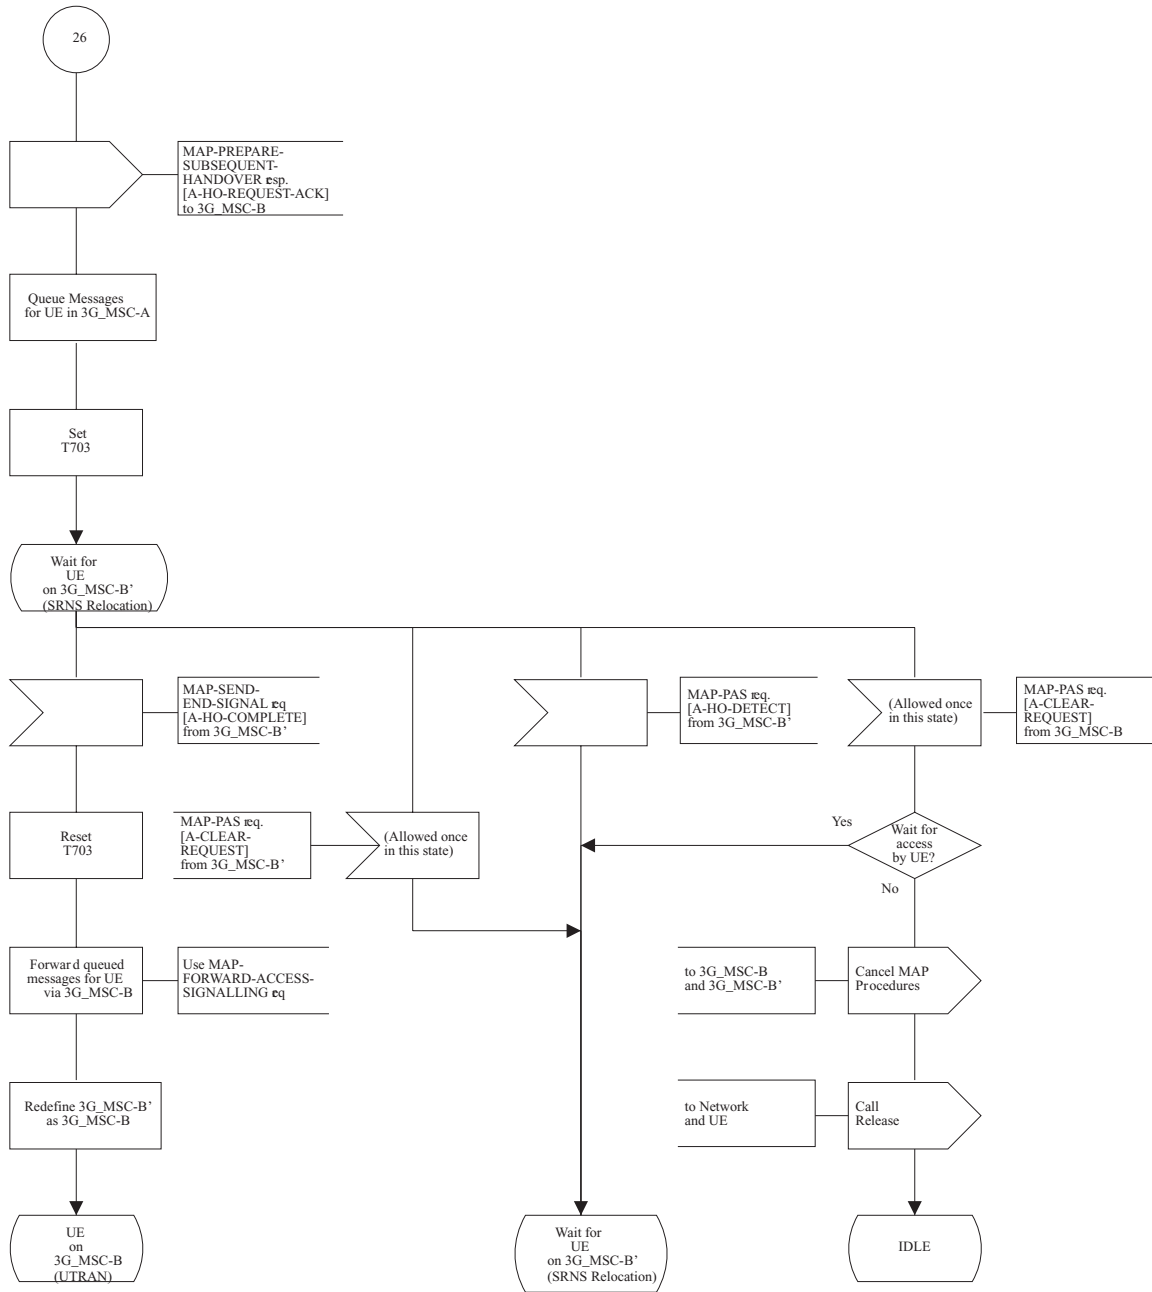 26
MAP-PREPARE-
SUBSEQUENT-
HANDOVER resp.
[A-HO-REQUEST-ACK]
to 3G_MSC-B
Queue Messages
for UE in 3G_MSC-A
Set
T703
Wait for
UE
on 3G_MSC-B’
(SRNS Relocation)
MAP-SEND-
END-SIGNAL req
[A-HO-COMPLETE]
from 3G_MSC-B’
MAP-PAS req.
[A-HO-DETECT]
from 3G_MSC-B’
(Allowed once
in this state)
MAP-PAS req.
[A-CLEAR-
REQUEST]
from 3G_MSC-B
Reset
T703
MAP-PAS req.
[A-CLEAR-
REQUEST]
from 3G_MSC-B’
(Allowed once
in this state)
Yes
Wait for
access
by UE?
No
Forward queued
messages for UE
via 3G_MSC-B
Use MAP-
FORWARD-ACCESS-
SIGNALLING req
to 3G_MSC-B
and 3G_MSC-B’
Cancel MAP
Procedures
Redefine 3G_MSC-B’
as 3G_MSC-B
to Network
and UE
Call
Release
UE
on
3G_MSC-B
(UTRAN)
Wait for
UE
on 3G_MSC-B’
(SRNS Relocation)
IDLE